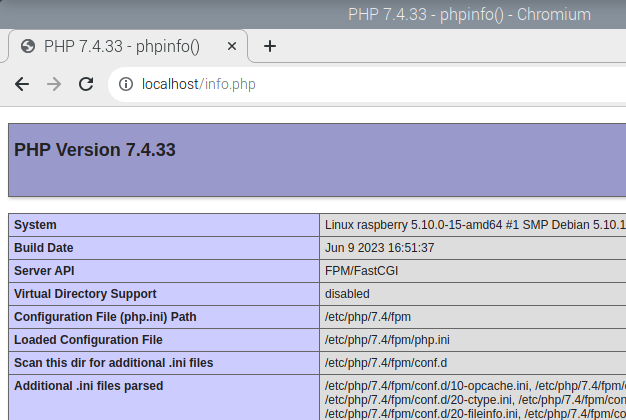 PHP 7.4.33 - phpinfo() - Chromium
PHP 7.4.33 - phpinfo()
localhost/info.php
PHP Version 7.4.33
System Linux raspberry 5.10.0-15-amd64 #1 SMP Debian 5.10.1
Build Date Jun 9 2023 16:51:37
Server API FPM/FastCGI
Virtual Directory Support disabled
Configuration File (php.ini) Path /etc/php/7.4/fpm
Loaded Configuration File /etc/php/7.4/fpm/php.ini
Scan this dir for additional .ini files /etc/php/7.4/fpm/conf.d
Additional .ini files parsed /etc/php/7.4/fpm/conf.d/10-opcache.ini, /etc/php/7.4/fpm/
/etc/php/7.4/fpm/conf.d/20-ctype.ini, /etc/php/7.4/fpm/con
/etc/php/7.4/fpm/conf.d/20-fileinfo.ini, /etc/php/7.4/fpm/co